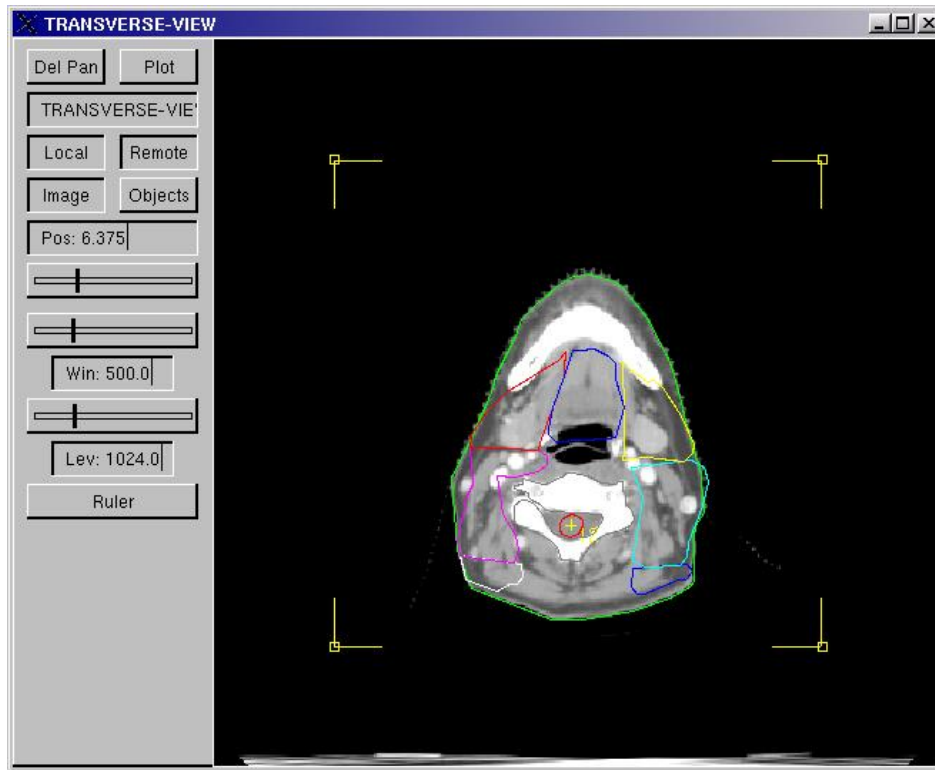 TRANSVERSE-VIEW
Del Pan Plot
TRANSVERSE-VIE
Local Remote
Image Objects
Pos: 6.375
Win: 500.0
Lev: 1024.0
Ruler